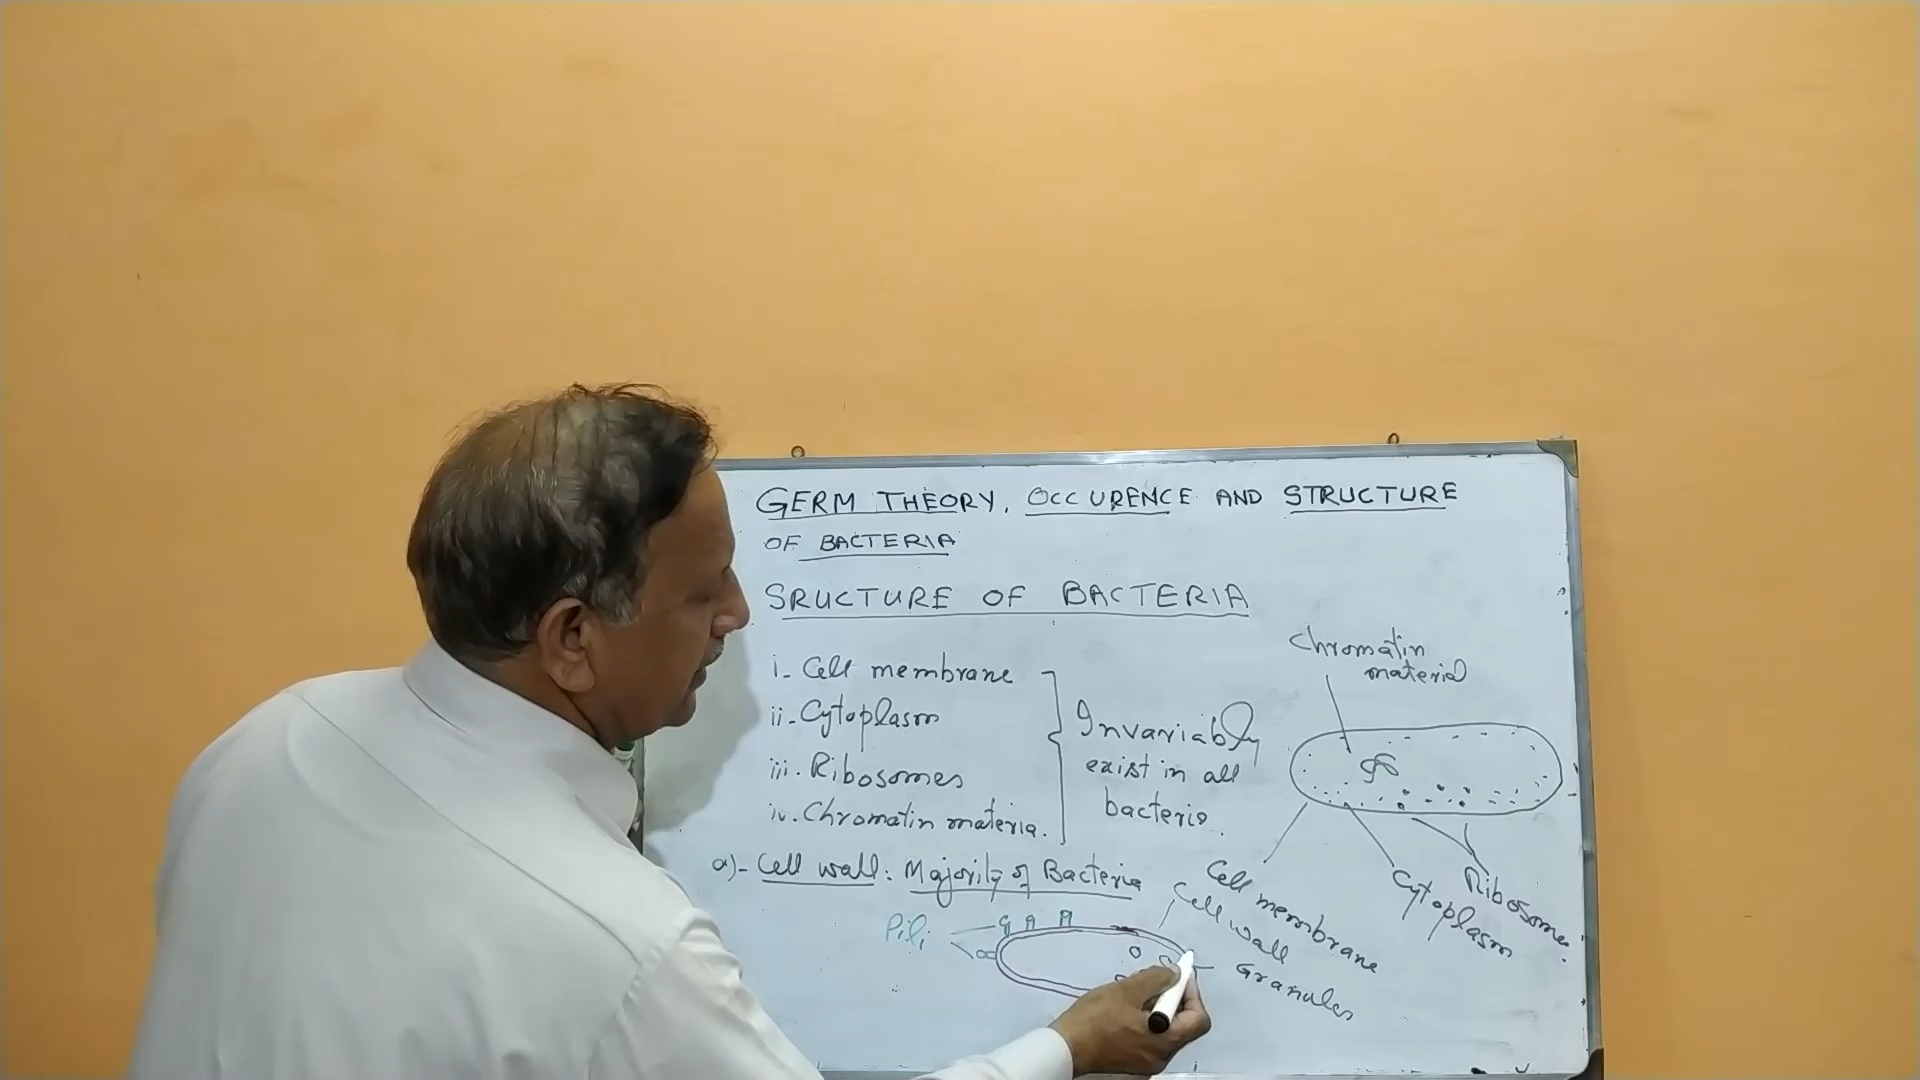 GERM THEORY, OCCURENCE AND STRUCTURE
OF BACTERIA
SRUCTURE OF BACTERIA
i- Cell membrane
ii- Cytoplasm
iii. Ribosomes
iv. Chromatin materia.
Invariably
exist in all
bacteria.
Chromatin
material
Cell membrane
Cytoplasm
Ribosome.
a)- Cell wall: Majority of Bacteria
Pili
Cell wall
Granules